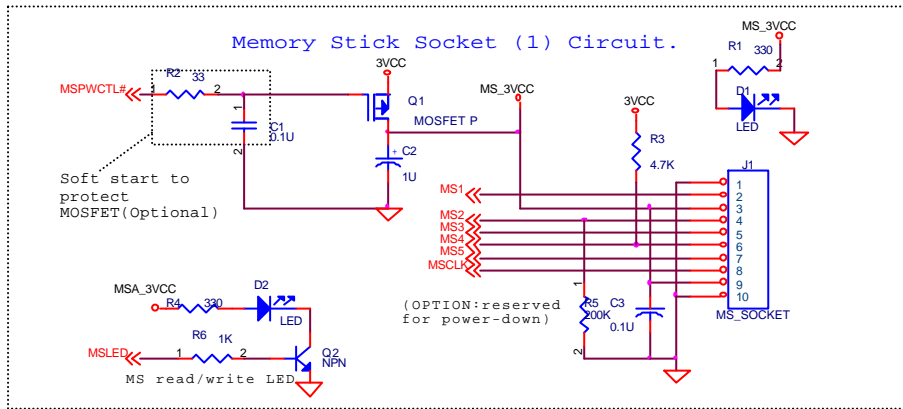 Memory Stick Socket (1) Circuit.
MS_3VCC
R1 330
1 2
D1
LED
3VCC
R2
33
MSPWCTL#
1 2
Q1
MOSFET P
MS_3VCC
3VCC
1
C1
0.1U
2
+
C2
1U
R3
4.7K
Soft start to
protect
MOSFET(Optional)
J1
MS1
MS2
MS3
MS4
MS5
MSCLK
1
2
3
4
5
6
7
8
9
10
MS_SOCKET
MSA_3VCC
R4 330
D2
LED
(OPTION:reserved
for power-down)
1
R5
200K
2
C3
0.1U
R6
1K
MSLED
1 2
Q2
NPN
MS read/write LED